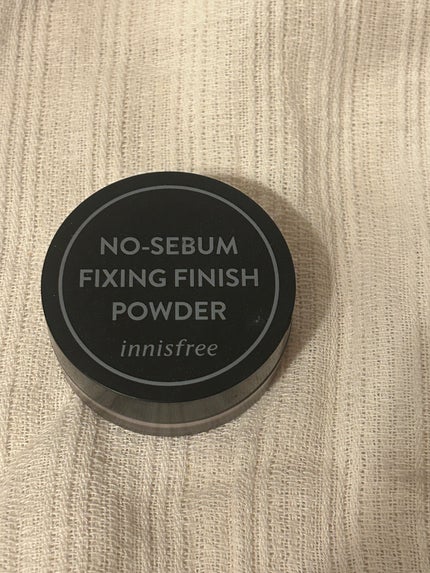 NO-SEBUM
FIXING FINISH
POWDER
innisfree